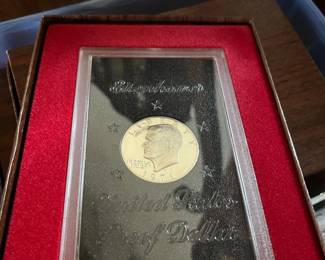 Eisenhower
LIBERTY
United States
Proof Dollar